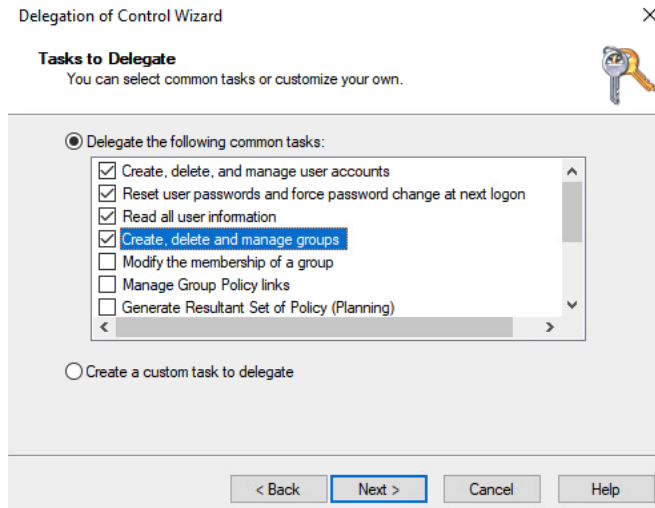 Delegation of Control Wizard
Tasks to Delegate
You can select common tasks or customize your own.
Delegate the following common tasks:
Create, delete, and manage user accounts
Reset user passwords and force password change at next logon
Read all user information
Create, delete and manage groups
Modify the membership of a group
Manage Group Policy links
Generate Resultant Set of Policy (Planning)
Create a custom task to delegate
< Back
Next >
Cancel
Help